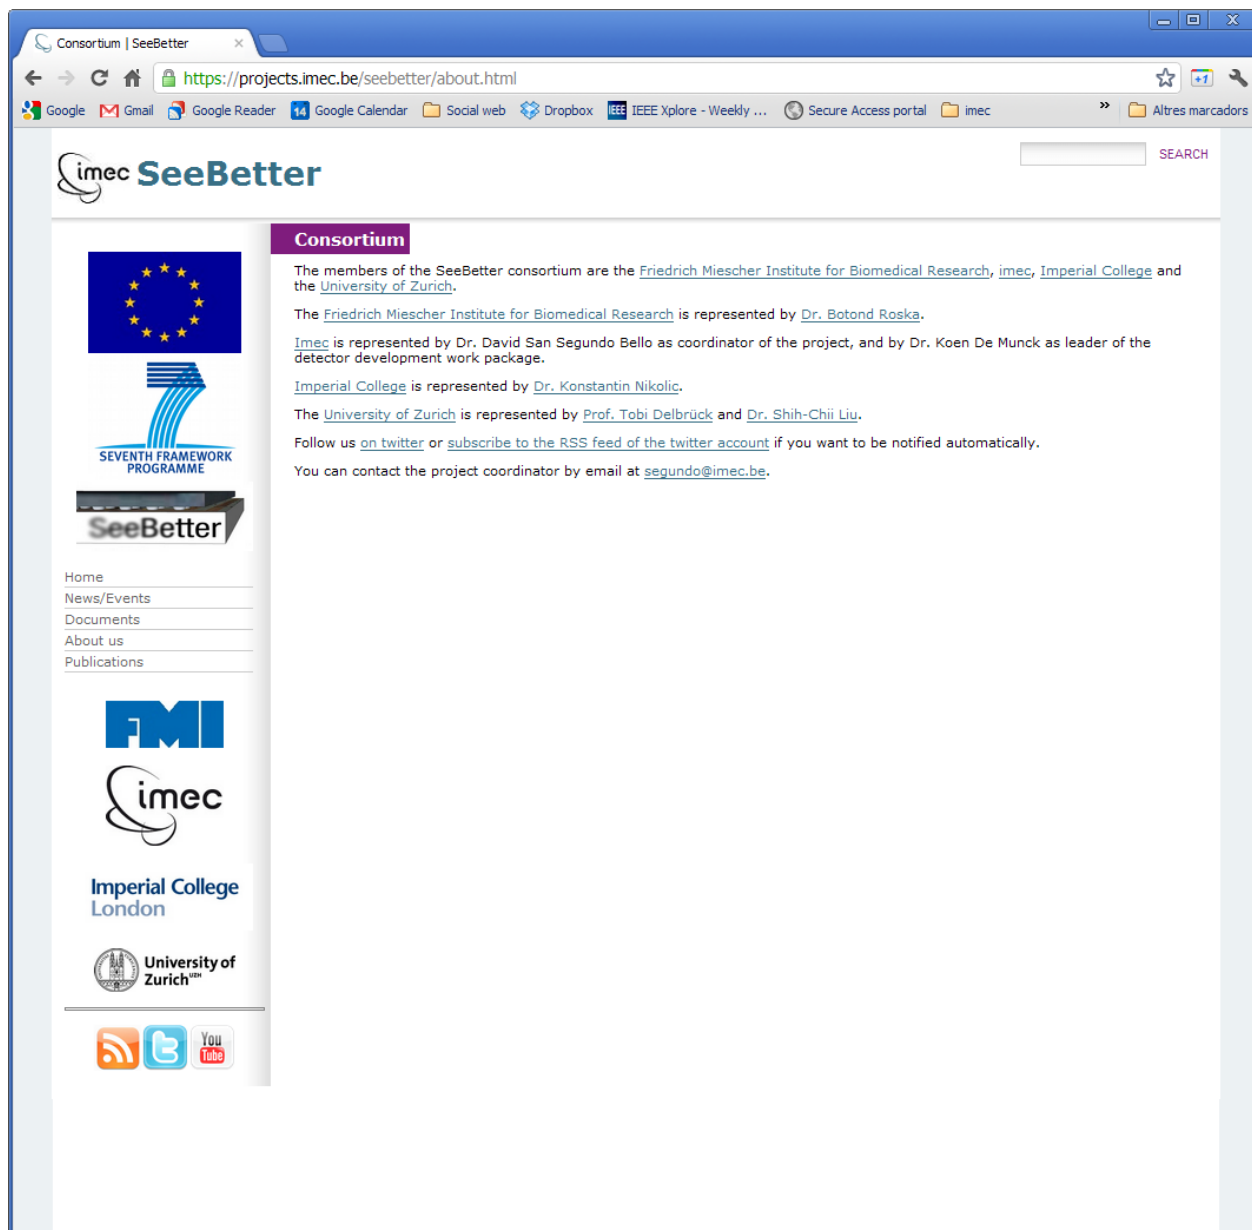 Consortium | SeeBetter
https://projects.imec.be/seebetter/about.html
+1
Google Gmail Google Reader 14 Google Calendar Social web Dropbox IEEE IEEE Xplore - Weekly ... Secure Access portal imec » Altres marcadors
imec SeeBetter
SEARCH
Consortium
The members of the SeeBetter consortium are the Friedrich Miescher Institute for Biomedical Research, imec, Imperial College and
the University of Zurich.
The Friedrich Miescher Institute for Biomedical Research is represented by Dr. Botond Roska.
Imec is represented by Dr. David San Segundo Bello as coordinator of the project, and by Dr. Koen De Munck as leader of the
detector development work package.
Imperial College is represented by Dr. Konstantin Nikolic.
The University of Zurich is represented by Prof. Tobi Delbrück and Dr. Shih-Chii Liu.
Follow us on twitter or subscribe to the RSS feed of the twitter account if you want to be notified automatically.
You can contact the project coordinator by email at segundo@imec.be.
7
SEVENTH FRAMEWORK
PROGRAMME
SeeBetter
Home
News/Events
Documents
About us
Publications
FMI
imec
Imperial College
London
University of
Zurich UZH
You
Tube